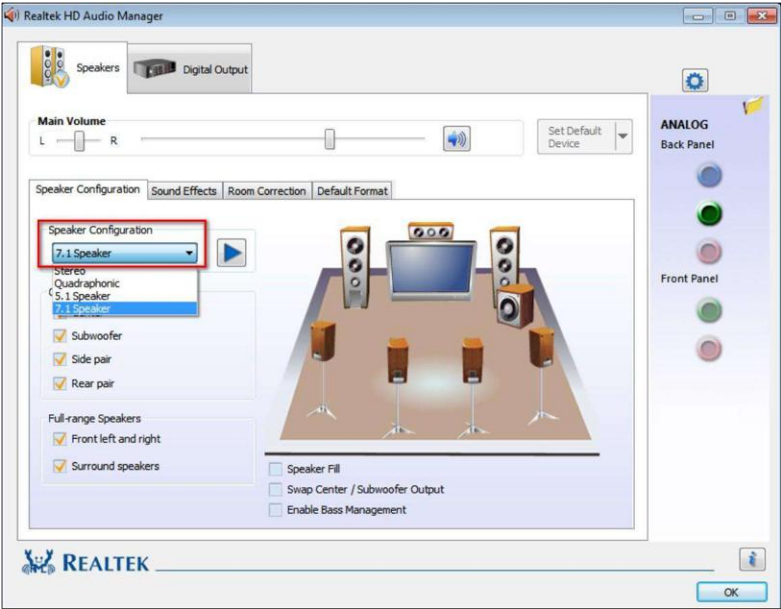 Realtek HD Audio Manager
Speakers
Digital Output
Main Volume
L
R
Set Default
Device
ANALOG
Back Panel
Speaker Configuration
Sound Effects
Room Correction
Default Format
Speaker Configuration
7.1 Speaker
Stereo
Quadraphonic
5.1 Speaker
7.1 Speaker
Subwoofer
Side pair
Rear pair
Front Panel
Full-range Speakers
Front left and right
Surround speakers
Speaker Fill
Swap Center / Subwoofer Output
Enable Bass Management
REALTEK
i
OK